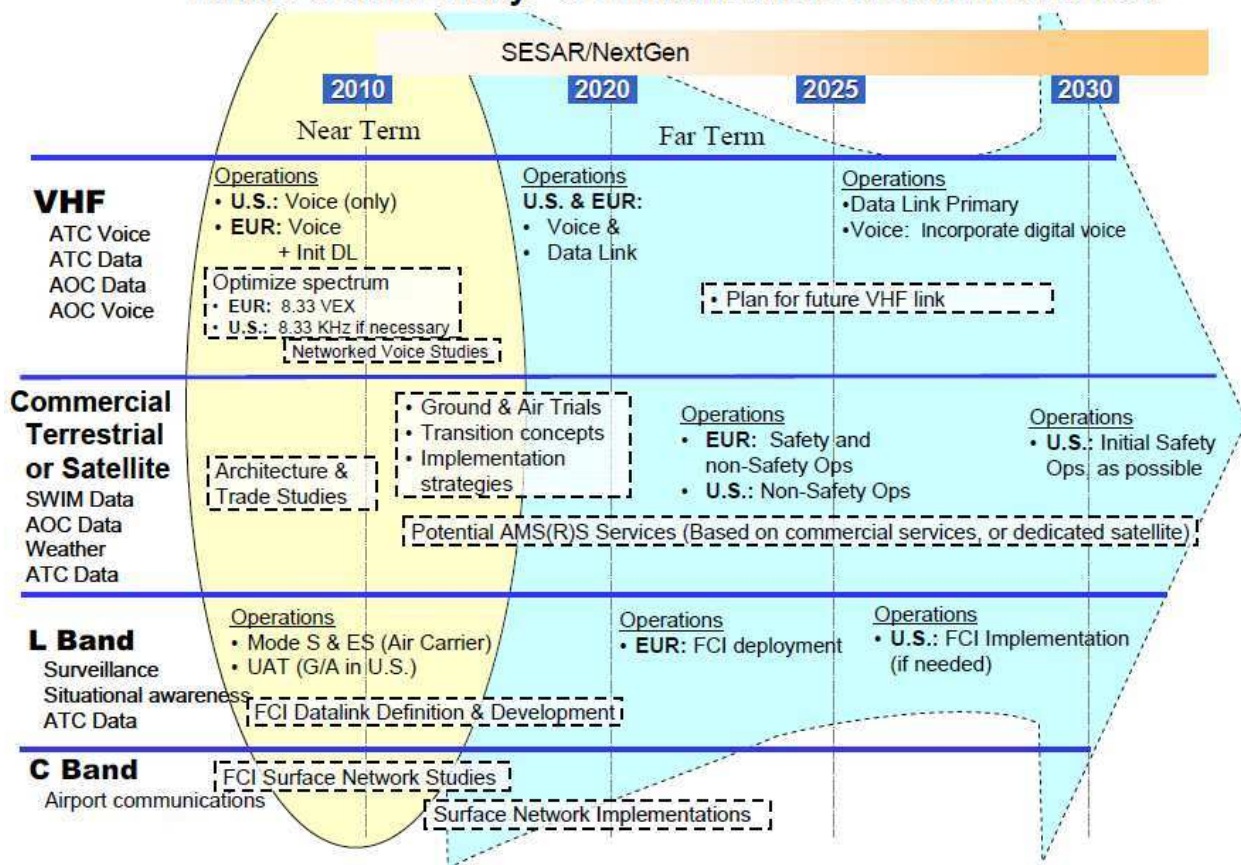 SESAR/NextGen
2010
2020
2025
2030
Near Term
Far Term
VHF
ATC Voice
ATC Data
AOC Data
AOC Voice
Operations
• U.S.: Voice (only)
• EUR: Voice
+ Init DL
Optimize spectrum
• EUR: 8.33 VEX
• U.S.: 8.33 KHz if necessary
Networked Voice Studies
Operations
U.S. & EUR:
• Voice &
• Data Link
Operations
•Data Link Primary
•Voice: Incorporate digital voice
• Plan for future VHF link
Commercial
Terrestrial
or Satellite
SWIM Data
AOC Data
Weather
ATC Data
Architecture &
Trade Studies
• Ground & Air Trials
• Transition concepts
• Implementation
strategies
Operations
• EUR: Safety and
non-Safety Ops
• U.S.: Non-Safety Ops
Operations
• U.S.: Initial Safety
Ops, as possible
Potential AMS(R)S Services (Based on commercial services, or dedicated satellite)
L Band
Surveillance
Situational awareness
ATC Data
Operations
• Mode S & ES (Air Carrier)
• UAT (G/A in U.S.)
FCI Datalink Definition & Development
Operations
• EUR: FCI deployment
Operations
• U.S.: FCI Implementation
(if needed)
C Band
Airport communications
FCI Surface Network Studies
Surface Network Implementations